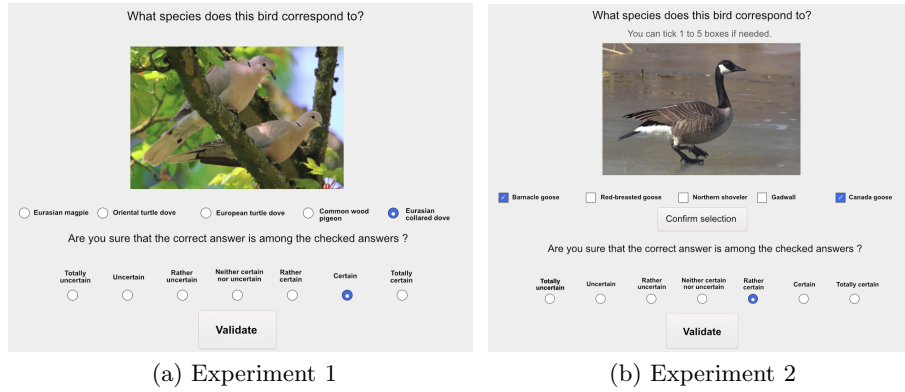 What species does this bird correspond to?
Eurasian magpie Oriental turtle dove European turtle dove Common wood pigeon Eurasian collared dove
Are you sure that the correct answer is among the checked answers ?
Totally uncertain Uncertain Rather uncertain Neither certain nor uncertain Rather certain Certain Totally certain
Validate
(a) Experiment 1
What species does this bird correspond to?
You can tick 1 to 5 boxes if needed.
Barnacle goose Red-breasted goose Northern shoveler Gadwall Canada goose
Confirm selection
Are you sure that the correct answer is among the checked answers ?
Totally uncertain Uncertain Rather uncertain Neither certain nor uncertain Rather certain Certain Totally certain
Validate
(b) Experiment 2